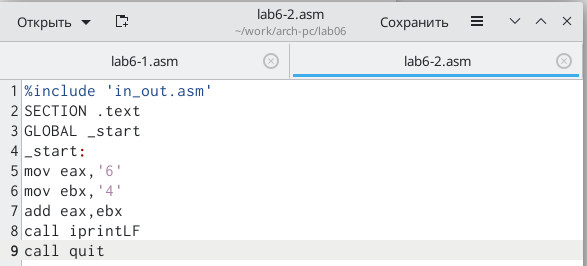 Открыть
lab6-2.asm
~/work/arch-pc/lab06
Сохранить
lab6-1.asm
lab6-2.asm
1 %include 'in_out.asm'
2 SECTION .text
3 GLOBAL _start
4 _start:
5 mov eax,'6'
6 mov ebx,'4'
7 add eax,ebx
8 call iprintLF
9 call quit